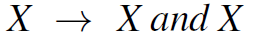 X → X and X